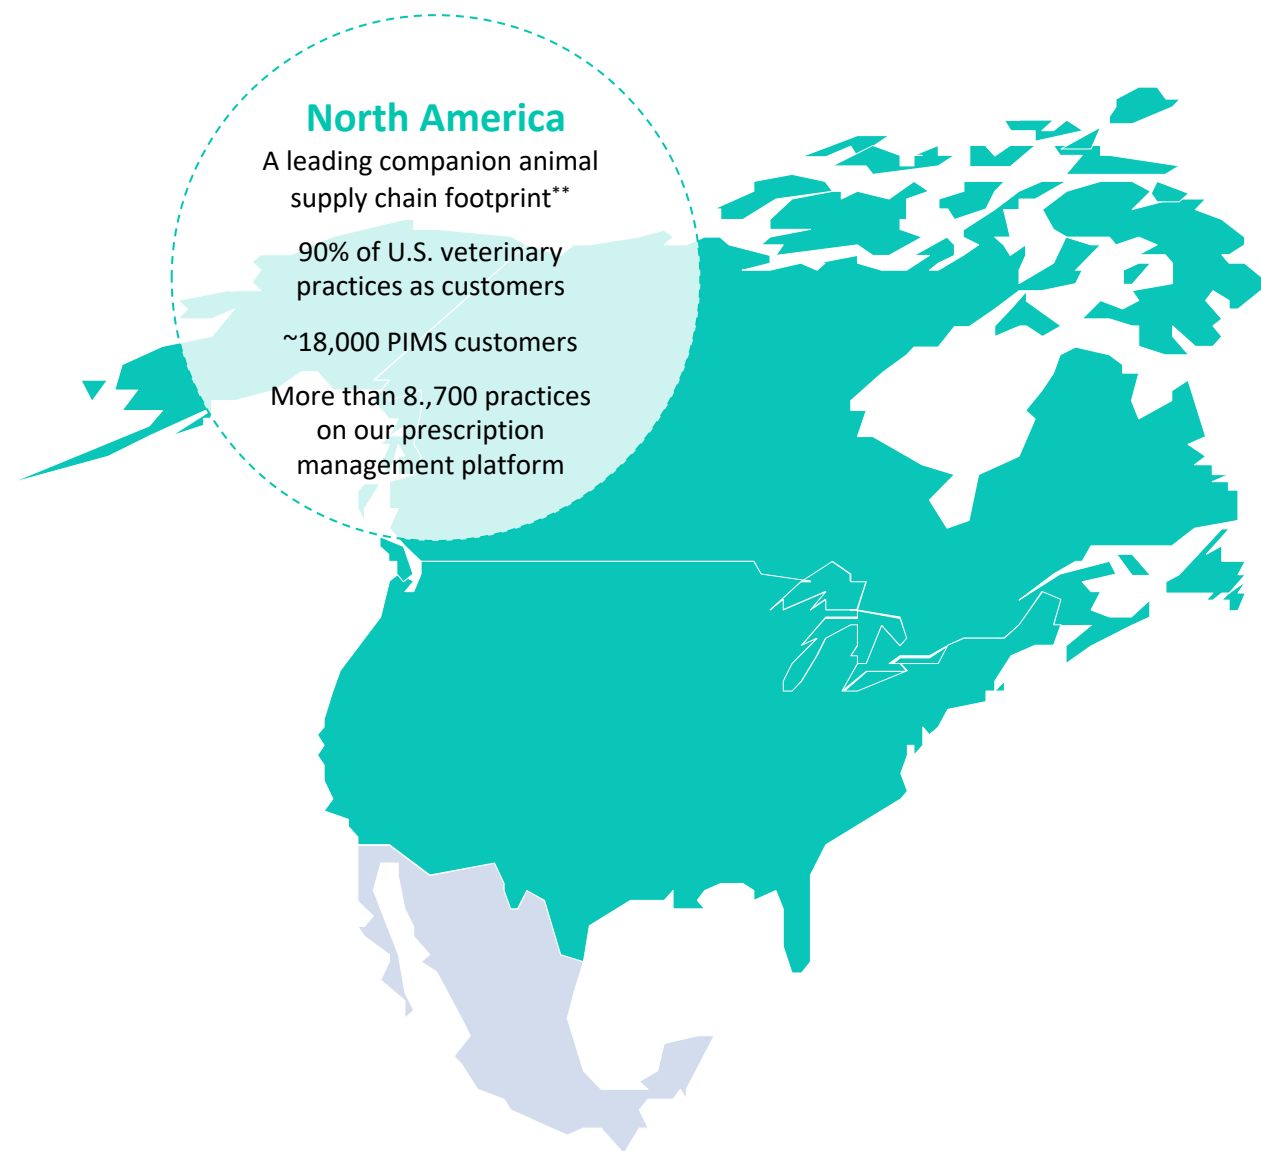 North America
A leading companion animal
supply chain footprint**
90% of U.S. veterinary
practices as customers
~18,000 PIMS customers
More than 8.,700 practices
on our prescription
management platform